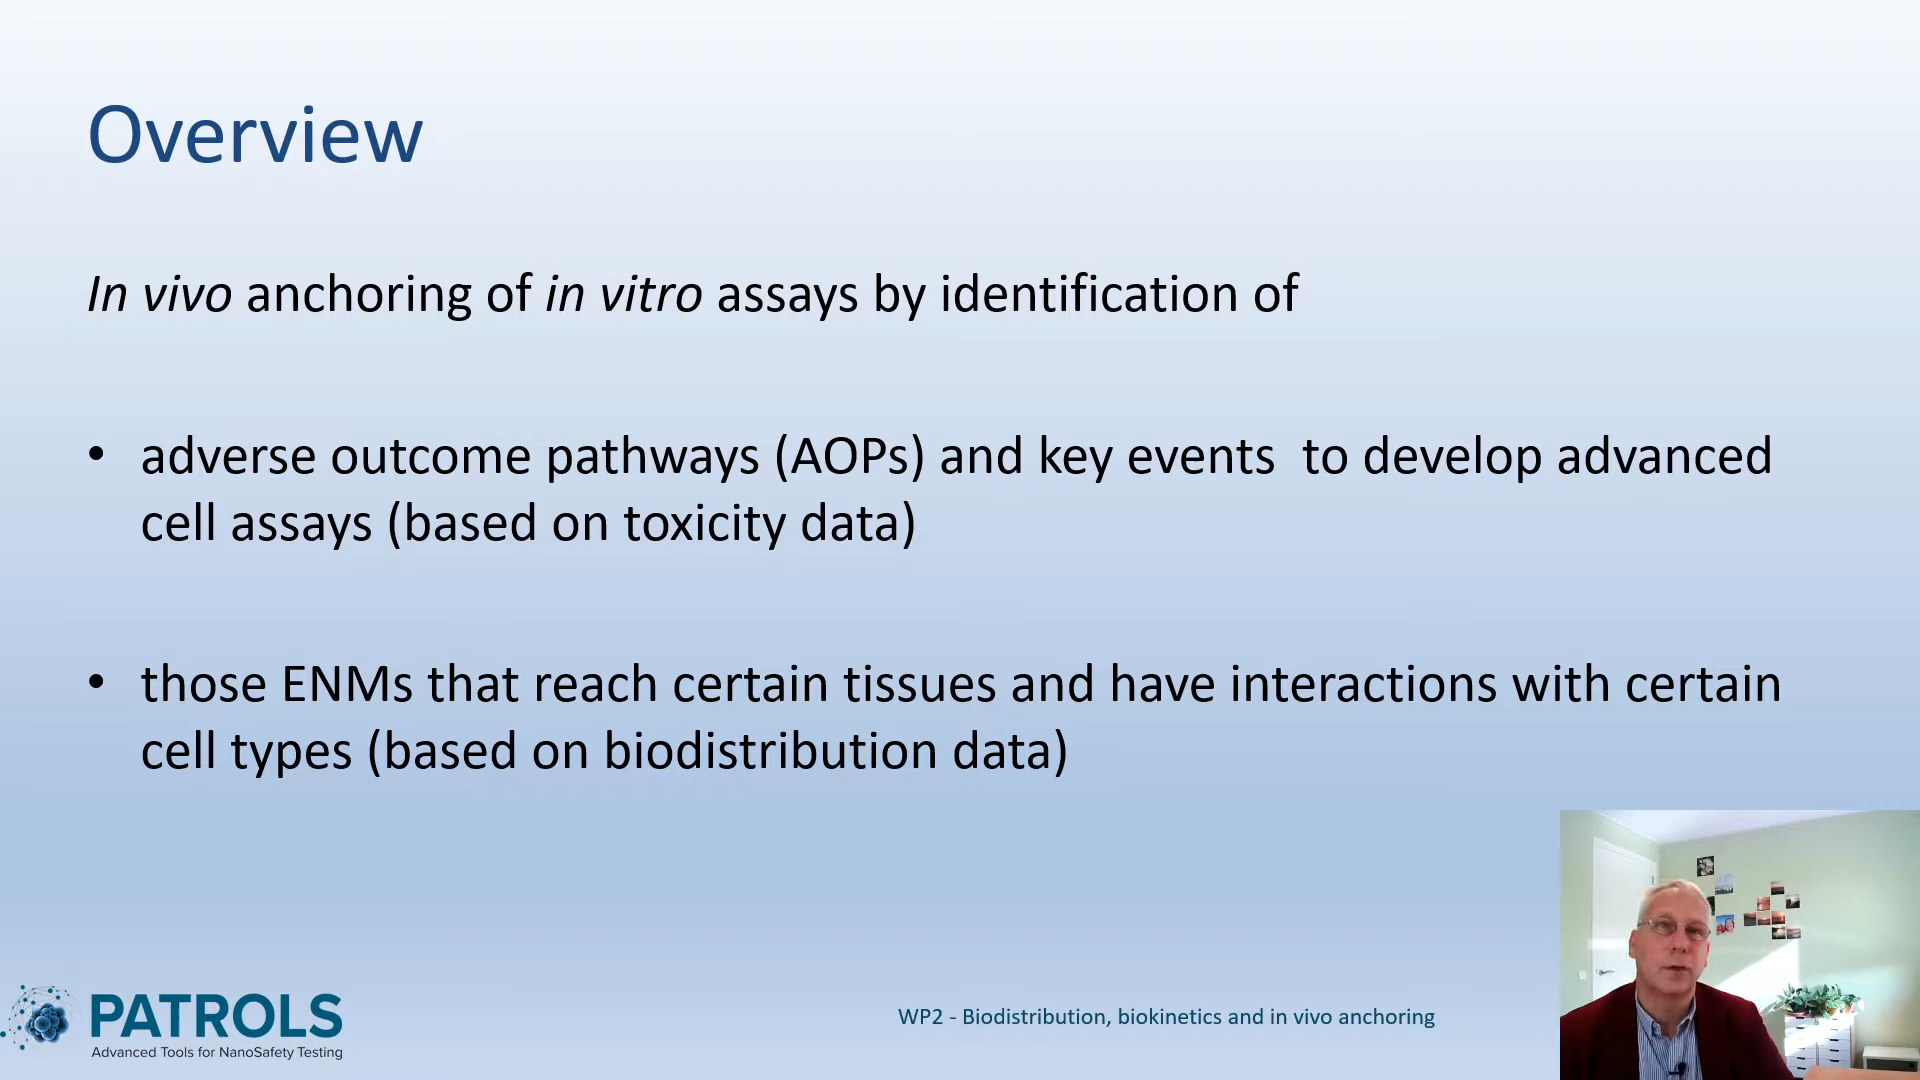 Overview
In vivo anchoring of in vitro assays by identification of
• adverse outcome pathways (AOPs) and key events  to develop advanced
cell assays (based on toxicity data)
• those ENMs that reach certain tissues and have interactions with certain
cell types (based on biodistribution data)
PATROLS
Advanced Tools for NanoSafety Testing
WP2 - Biodistribution, biokinetics and in vivo anchoring